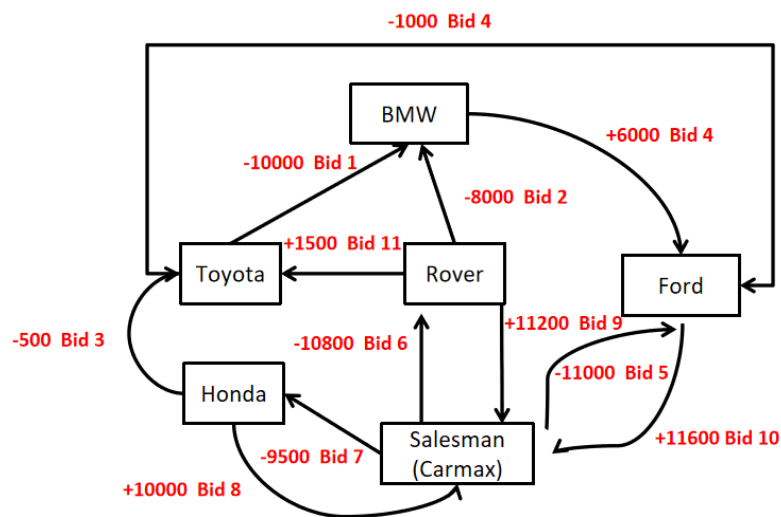 -1000 Bid 4
BMW
+6000 Bid 4
-10000 Bid 1
-8000 Bid 2
+1500 Bid 11
Toyota
Rover
Ford
-500 Bid 3
-10800 Bid 6
+11200 Bid 9
-11000 Bid 5
Honda
Salesman
(Carmax)
-9500 Bid 7
+11600 Bid 10
+10000 Bid 8